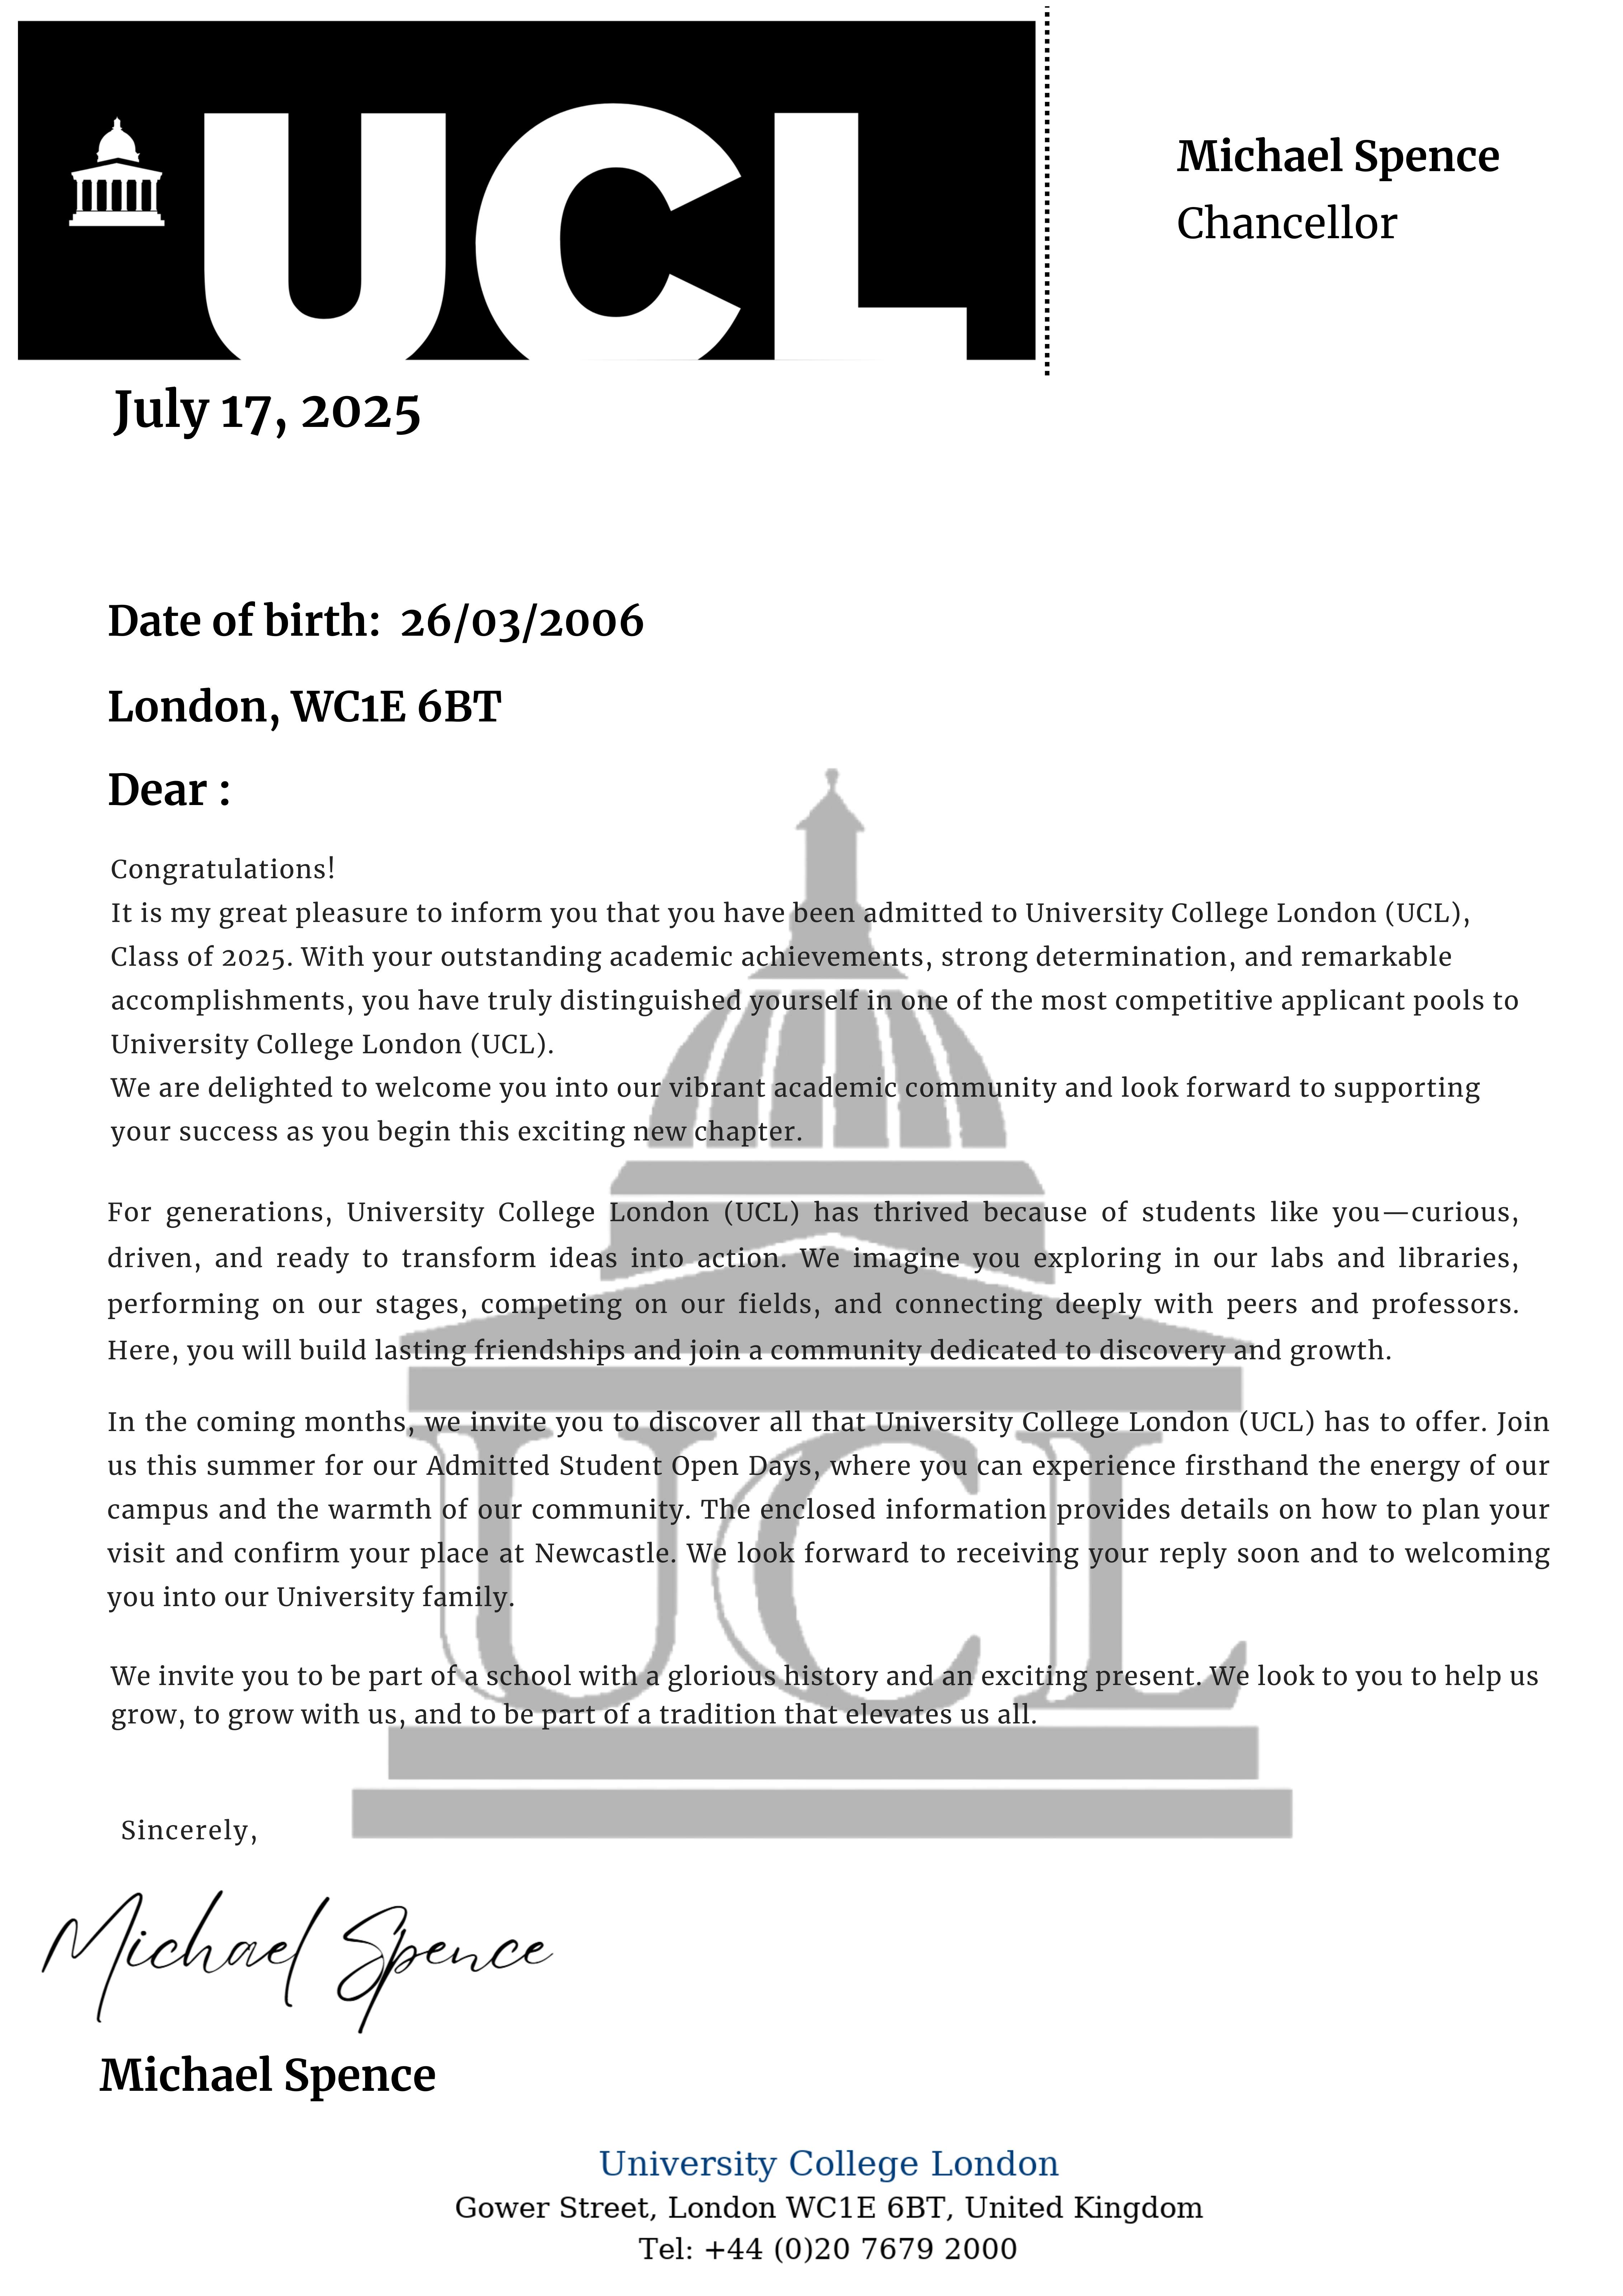 UCL
Michael Spence
Chancellor
July 17, 2025
Date of birth: 26/03/2006
London, WC1E 6BT
Dear :
Congratulations!
It is my great pleasure to inform you that you have been admitted to University College London (UCL),
Class of 2025. With your outstanding academic achievements, strong determination, and remarkable
accomplishments, you have truly distinguished yourself in one of the most competitive applicant pools to
University College London (UCL).
We are delighted to welcome you into our vibrant academic community and look forward to supporting
your success as you begin this exciting new chapter.
For generations, University College London (UCL) has thrived because of students like you—curious,
driven, and ready to transform ideas into action. We imagine you exploring in our labs and libraries,
performing on our stages, competing on our fields, and connecting deeply with peers and professors.
Here, you will build lasting friendships and join a community dedicated to discovery and growth.
In the coming months, we invite you to discover all that University College London (UCL) has to offer. Join
us this summer for our Admitted Student Open Days, where you can experience firsthand the energy of our
campus and the warmth of our community. The enclosed information provides details on how to plan your
visit and confirm your place at Newcastle. We look forward to receiving your reply soon and to welcoming
you into our University family.
UCL
We invite you to be part of a school with a glorious history and an exciting present. We look to you to help us
grow, to grow with us, and to be part of a tradition that elevates us all.
Sincerely,
Michael Spence
Michael Spence
University College London
Gower Street, London WC1E 6BT, United Kingdom
Tel: +44 (0)20 7679 2000